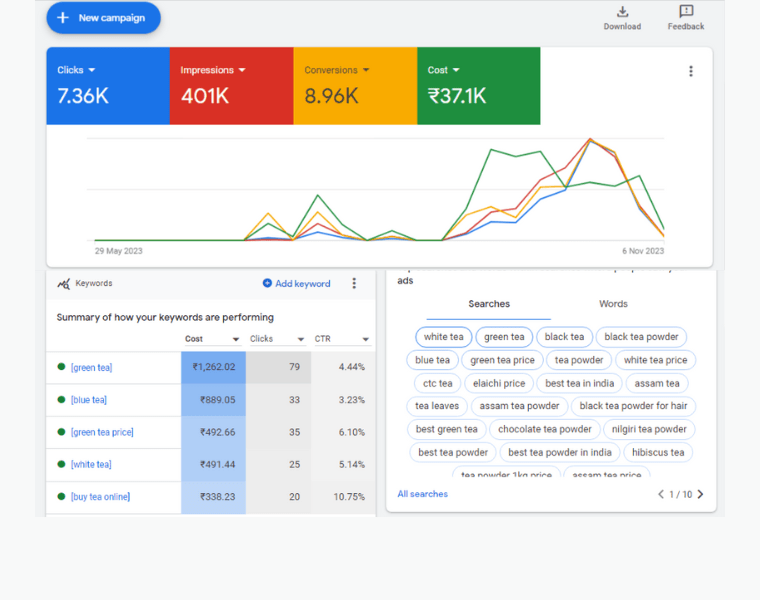 + New campaign
Download
Feedback
Clicks
Impressions
Conversions
Cost
7.36K
401K
8.96K
₹37.1K
29 May 2023
6 Nov 2023
Keywords
Add keyword
Summary of how your keywords are performing
Cost Clicks CTR
[green tea] ₹1,262.02 79 4.44%
[blue tea] ₹889.05 33 3.23%
[green tea price] ₹492.66 35 6.10%
[white tea] ₹491.44 25 5.14%
[buy tea online] ₹338.23 20 10.75%
ads
Searches Words
white tea green tea black tea black tea powder
blue tea green tea price tea powder white tea price
ctc tea elaichi price best tea in india assam tea
tea leaves assam tea powder black tea powder for hair
best green tea chocolate tea powder nilgiri tea powder
best tea powder best tea powder in india hibiscus tea
tea powder 1kg price assam tea price
All searches
1 / 10